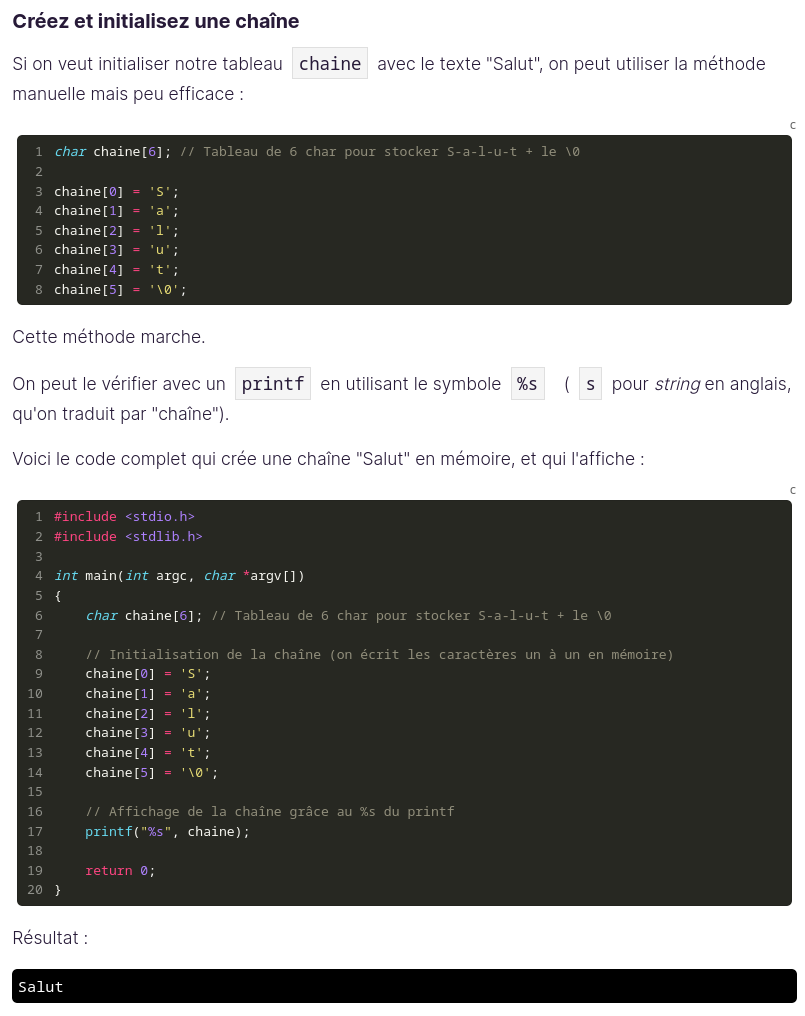 Créez et initialisez une chaîne
Si on veut initialiser notre tableau chaine avec le texte "Salut", on peut utiliser la méthode
manuelle mais peu efficace :
c
1 char chaine[6]; // Tableau de 6 char pour stocker S-a-l-u-t + le \0
2
3 chaine[0] = 'S';
4 chaine[1] = 'a';
5 chaine[2] = 'l';
6 chaine[3] = 'u';
7 chaine[4] = 't';
8 chaine[5] = '\0';
Cette méthode marche.
On peut le vérifier avec un printf en utilisant le symbole %s ( s pour string en anglais,
qu'on traduit par "chaîne").
Voici le code complet qui crée une chaîne "Salut" en mémoire, et qui l'affiche :
c
1 #include <stdio.h>
2 #include <stdlib.h>
3
4 int main(int argc, char *argv[])
5 {
6     char chaine[6]; // Tableau de 6 char pour stocker S-a-l-u-t + le \0
7
8     // Initialisation de la chaîne (on écrit les caractères un à un en mémoire)
9     chaine[0] = 'S';
10     chaine[1] = 'a';
11     chaine[2] = 'l';
12     chaine[3] = 'u';
13     chaine[4] = 't';
14     chaine[5] = '\0';
15
16     // Affichage de la chaîne grâce au %s du printf
17     printf("%s", chaine);
18
19     return 0;
20 }
Résultat :
Salut